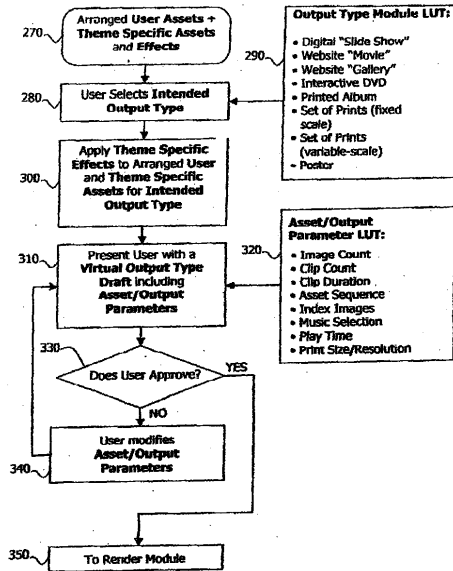 270
Arranged User Assets +
Theme Specific Assets
and Effects
280
User Selects Intended
Output Type
300
Apply Theme Specific
Effects to Arranged User
and Theme Specific
Assets for Intended
Output Type
310
Present User with a
Virtual Output Type
Draft including
Asset/Output
Parameters
330
Does User Approve?
YES
NO
340
User modifies
Asset/Output
Parameters
350
To Render Module
290
Output Type Module LUT:
• Digital "Slide Show"
• Website "Movie"
• Website "Gallery"
• Interactive DVD
• Printed Album
• Set of Prints (fixed
scale)
• Set of Prints
(variable-scale)
• Poster
320
Asset/Output
Parameter LUT:
• Image Count
• Clip Count
• Clip Duration
• Asset Sequence
• Index Images
• Music Selection
• Play Time
• Print Size/Resolution